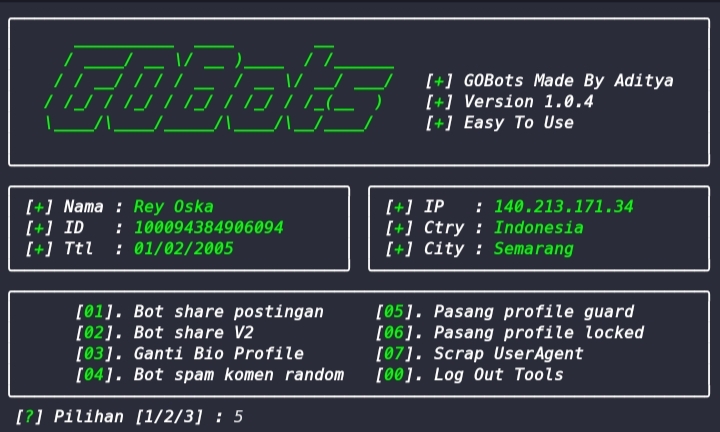 GOBots
[+] GOBots Made By Aditya
[+] Version 1.0.4
[+] Easy To Use
[+] Nama : Rey Oska
[+] ID : 100094384906094
[+] Ttl : 01/02/2005
[+] IP : 140.213.171.34
[+] Ctry : Indonesia
[+] City : Semarang
[01]. Bot share postingan
[02]. Bot share V2
[03]. Ganti Bio Profile
[04]. Bot spam komen random
[05]. Pasang profile guard
[06]. Pasang profile locked
[07]. Scrap UserAgent
[00]. Log Out Tools
[?] Pilihan [1/2/3] : 5